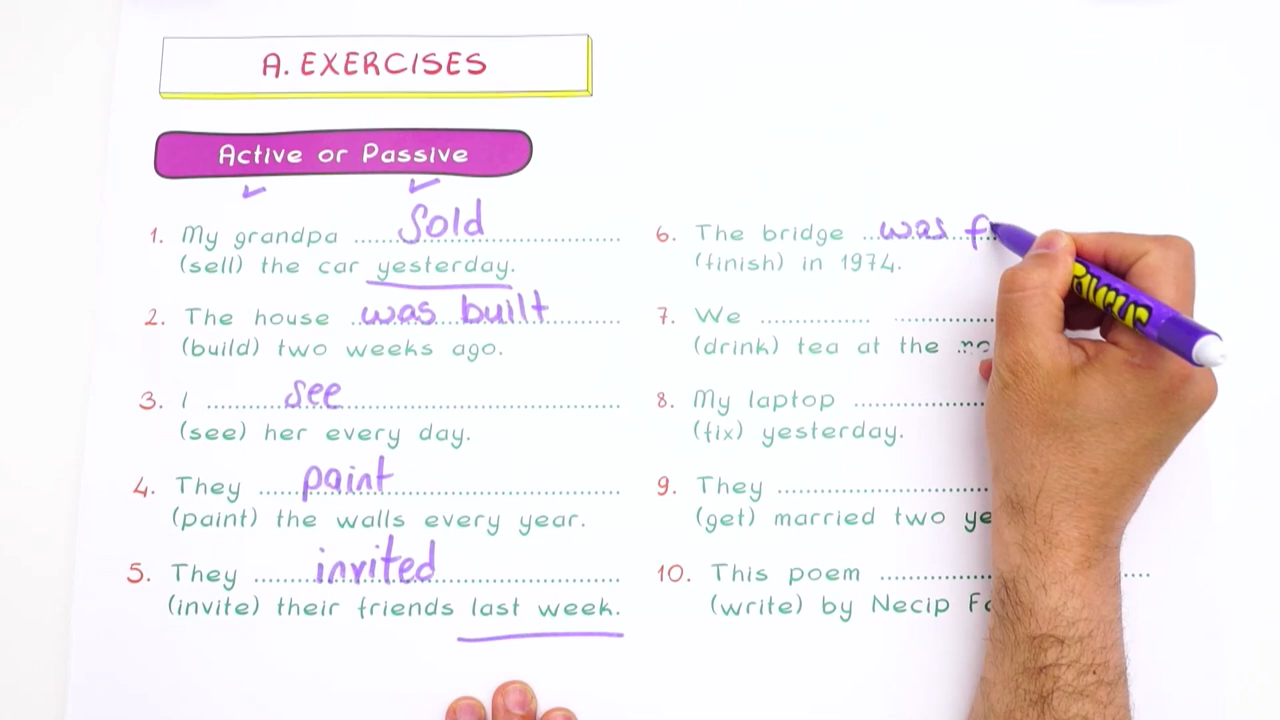 A. EXERCISES
Active or Passive
1. My grandpa ......sold......
(sell) the car yesterday.
2. The house ...was built......
(build) two weeks ago.
3. I ......see......
(see) her every day.
4. They ......paint......
(paint) the walls every year.
5. They ......invited......
(invite) their friends last week.
6. The bridge ...was f
(finish) in 1974.
7. We ............ ............
(drink) tea at the
8. My laptop ............
(fix) yesterday.
9. They ............
(get) married two
10. This poem ............
(write) by Necip